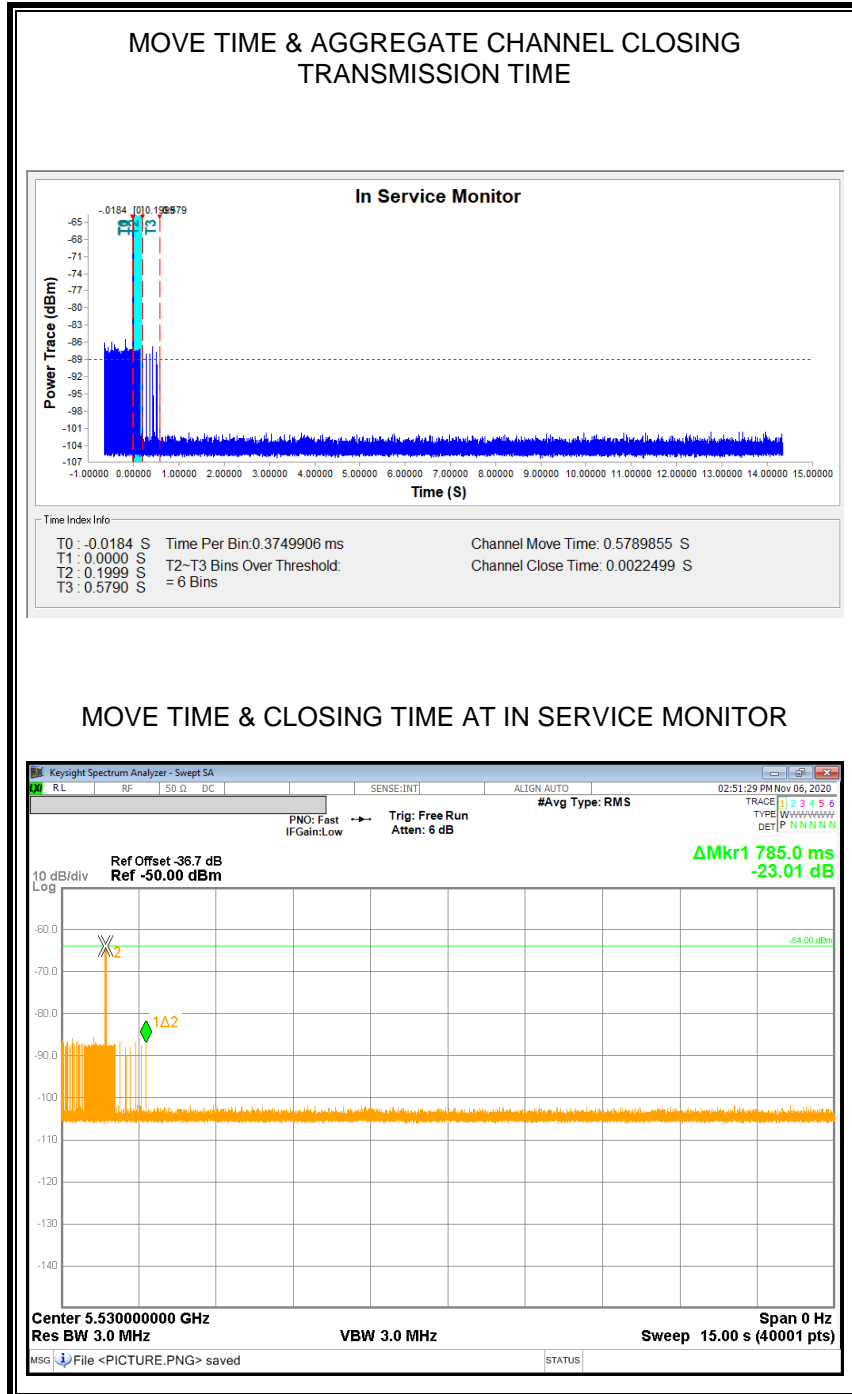 MOVE TIME & AGGREGATE CHANNEL CLOSING
TRANSMISSION TIME
In Service Monitor
-.0184
-65
-68
-71
-74
-77
-80
-83
-86
-89
-92
-95
-98
-101
-104
-107
Power Trace (dBm)
T2
T3
-1.00000 0.00000 1.00000 2.00000 3.00000 4.00000 5.00000 6.00000 7.00000 8.00000 9.00000 10.00000 11.00000 12.00000 13.00000 14.00000 15.00000
Time (S)
Time Index Info
T0 : -0.0184 S
T1 : 0.0000 S
T2 : 0.1999 S
T3 : 0.5790 S
Time Per Bin:0.3749906 ms
T2~T3 Bins Over Threshold:
= 6 Bins
Channel Move Time: 0.5789855 S
Channel Close Time: 0.0022499 S
MOVE TIME & CLOSING TIME AT IN SERVICE MONITOR
Keysight Spectrum Analyzer - Swept SA
LXI RL RF 50 Ω DC SENSE:INT ALIGN AUTO 02:51:29 PM Nov 06, 2020
#Avg Type: RMS
TRACE 1 2 3 4 5 6
TYPE WWWWWW
DET P N N N N N
PNO: Fast
IFGain:Low
Trig: Free Run
Atten: 6 dB
ΔMkr1 785.0 ms
-23.01 dB
Ref Offset -36.7 dB
Ref -50.00 dBm
10 dB/div
Log
-60.0
-70.0
-80.0
-90.0
-100
-110
-120
-130
-140
-64.00 dBm
2
1Δ2
Center 5.530000000 GHz
Span 0 Hz
Res BW 3.0 MHz
VBW 3.0 MHz
Sweep 15.00 s (40001 pts)
MSG File <PICTURE.PNG> saved
STATUS